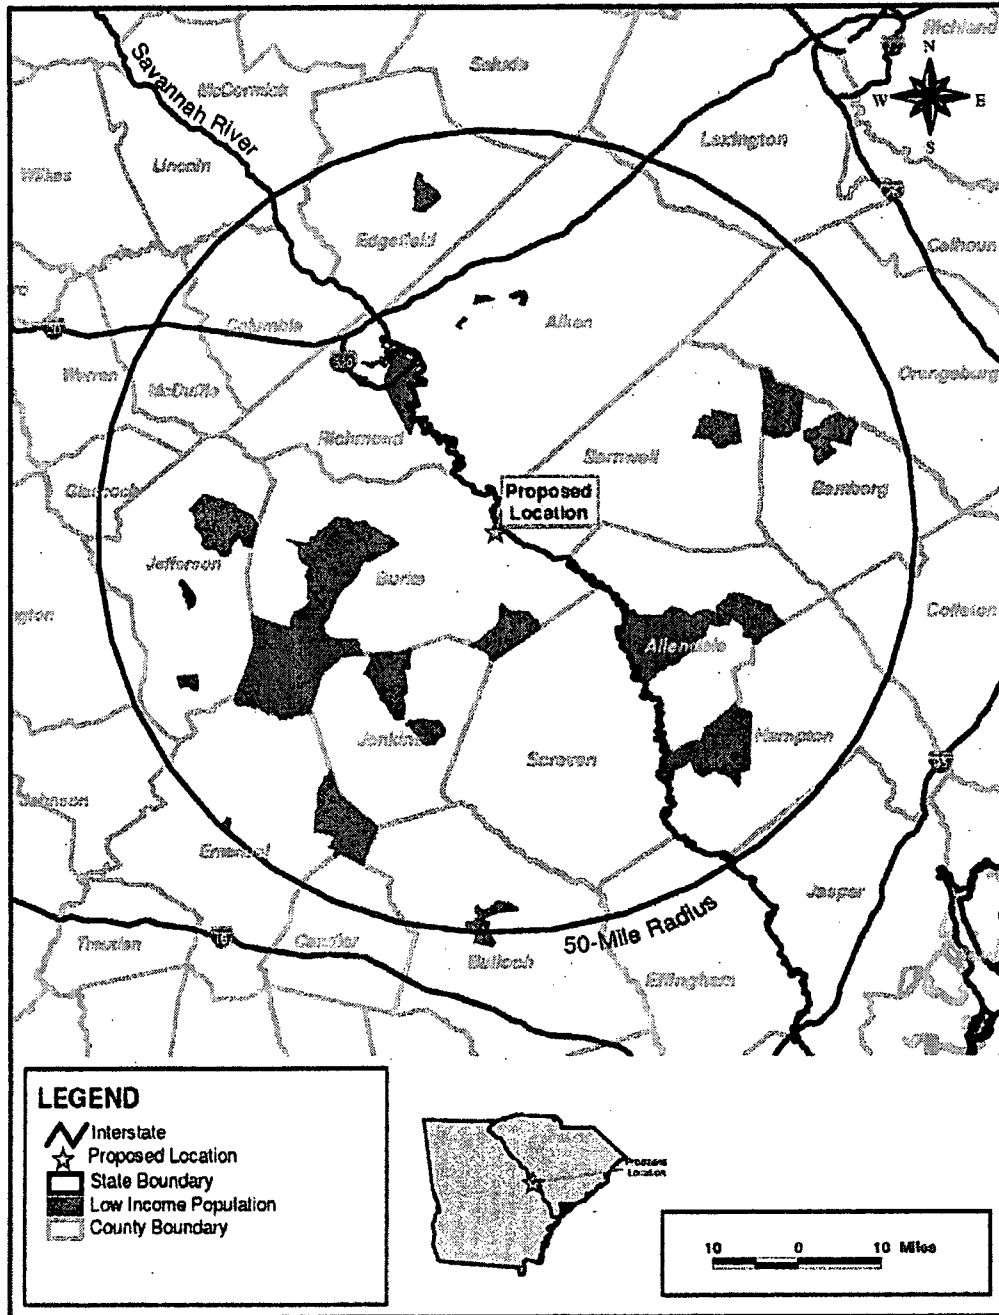 Richland
N
W
E
S
Saluda
McCormick
Savannah River
Lexington
Lincoln
Wilkes
Edgefield
Calhoun
Columbia
Aiken
Warren
McDuffie
Orangeburg
Richmond
Barnwell
Glascock
Bamberg
Proposed
Location
Jefferson
Burke
Colleton
Allendale
Jenkins
Screven
Hampton
95
Johnson
Emanuel
Jasper
50-Mile Radius
16
Treutlen
Candler
Bulloch
Effingham
LEGEND
Interstate
Proposed Location
State Boundary
Low Income Population
County Boundary
Proposed
Location
10 0 10 Miles